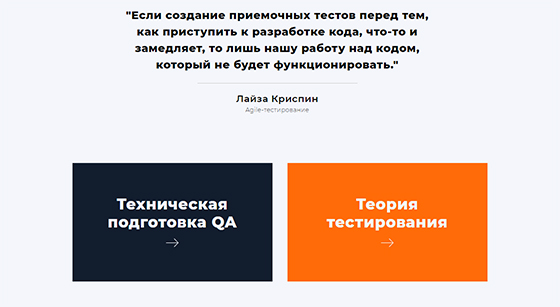 "Если создание приемочных тестов перед тем,
как приступить к разработке кода, что-то и
замедляет, то лишь нашу работу над кодом,
который не будет функционировать."
Лайза Криспин
Agile-тестирование
Техническая
подготовка QA
Теория
тестирования